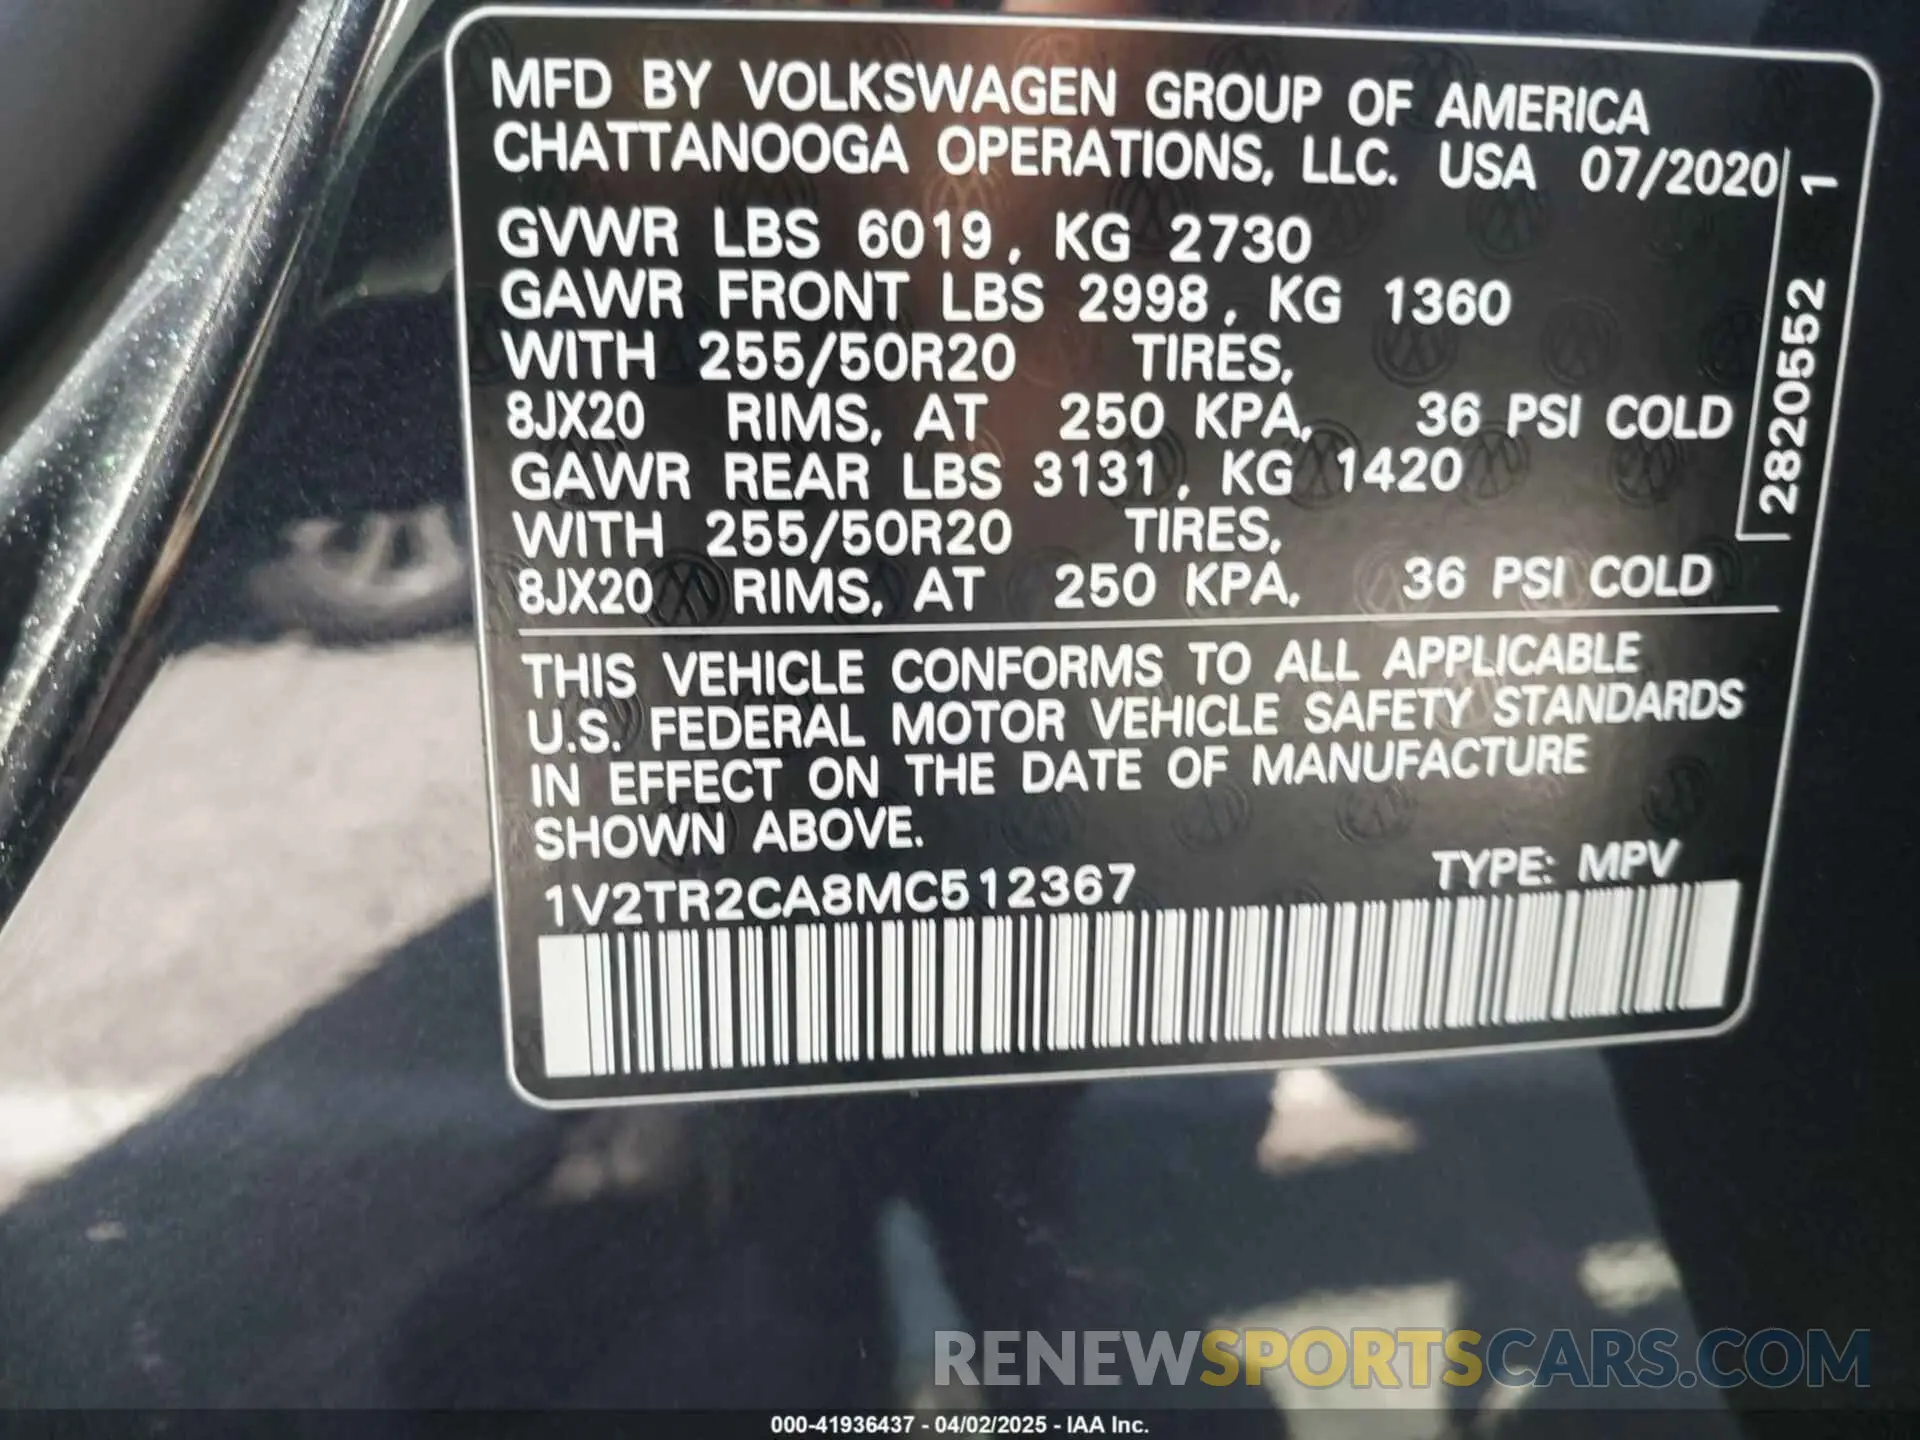 MFD BY VOLKSWAGEN GROUP OF AMERICA
CHATTANOOGA OPERATIONS, LLC. USA 07/2020
GVWR LBS 6019, KG 2730
GAWR FRONT LBS 2998, KG 1360
WITH 255/50R20 TIRES,
8JX20 RIMS, AT 250 KPA, 36 PSI COLD
GAWR REAR LBS 3131, KG 1420
WITH 255/50R20 TIRES,
8JX20 RIMS, AT 250 KPA, 36 PSI COLD
2820552 1
THIS VEHICLE CONFORMS TO ALL APPLICABLE
U.S. FEDERAL MOTOR VEHICLE SAFETY STANDARDS
IN EFFECT ON THE DATE OF MANUFACTURE
SHOWN ABOVE.
1V2TR2CA8MC512367 TYPE: MPV
RENEWSPORTSCARS.COM
000-41936437 - 04/02/2025 - IAA Inc.